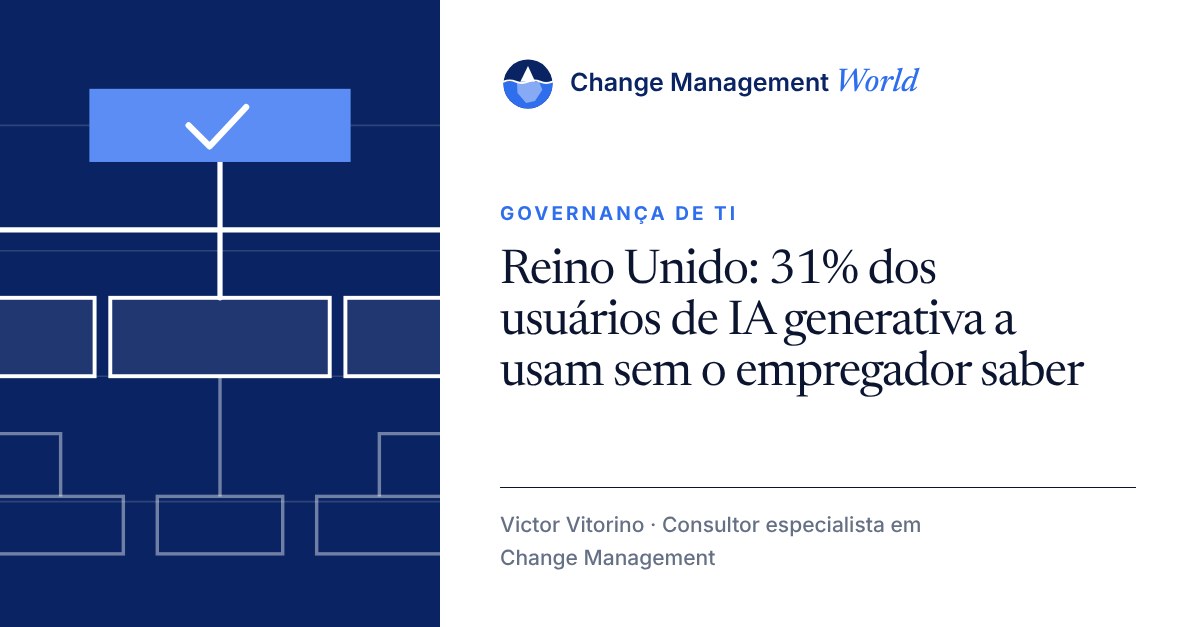 Change Management World
GOVERNANÇA DE TI
Reino Unido: 31% dos
usuários de IA generativa a
usam sem o empregador saber
Victor Vitorino · Consultor especialista em
Change Management